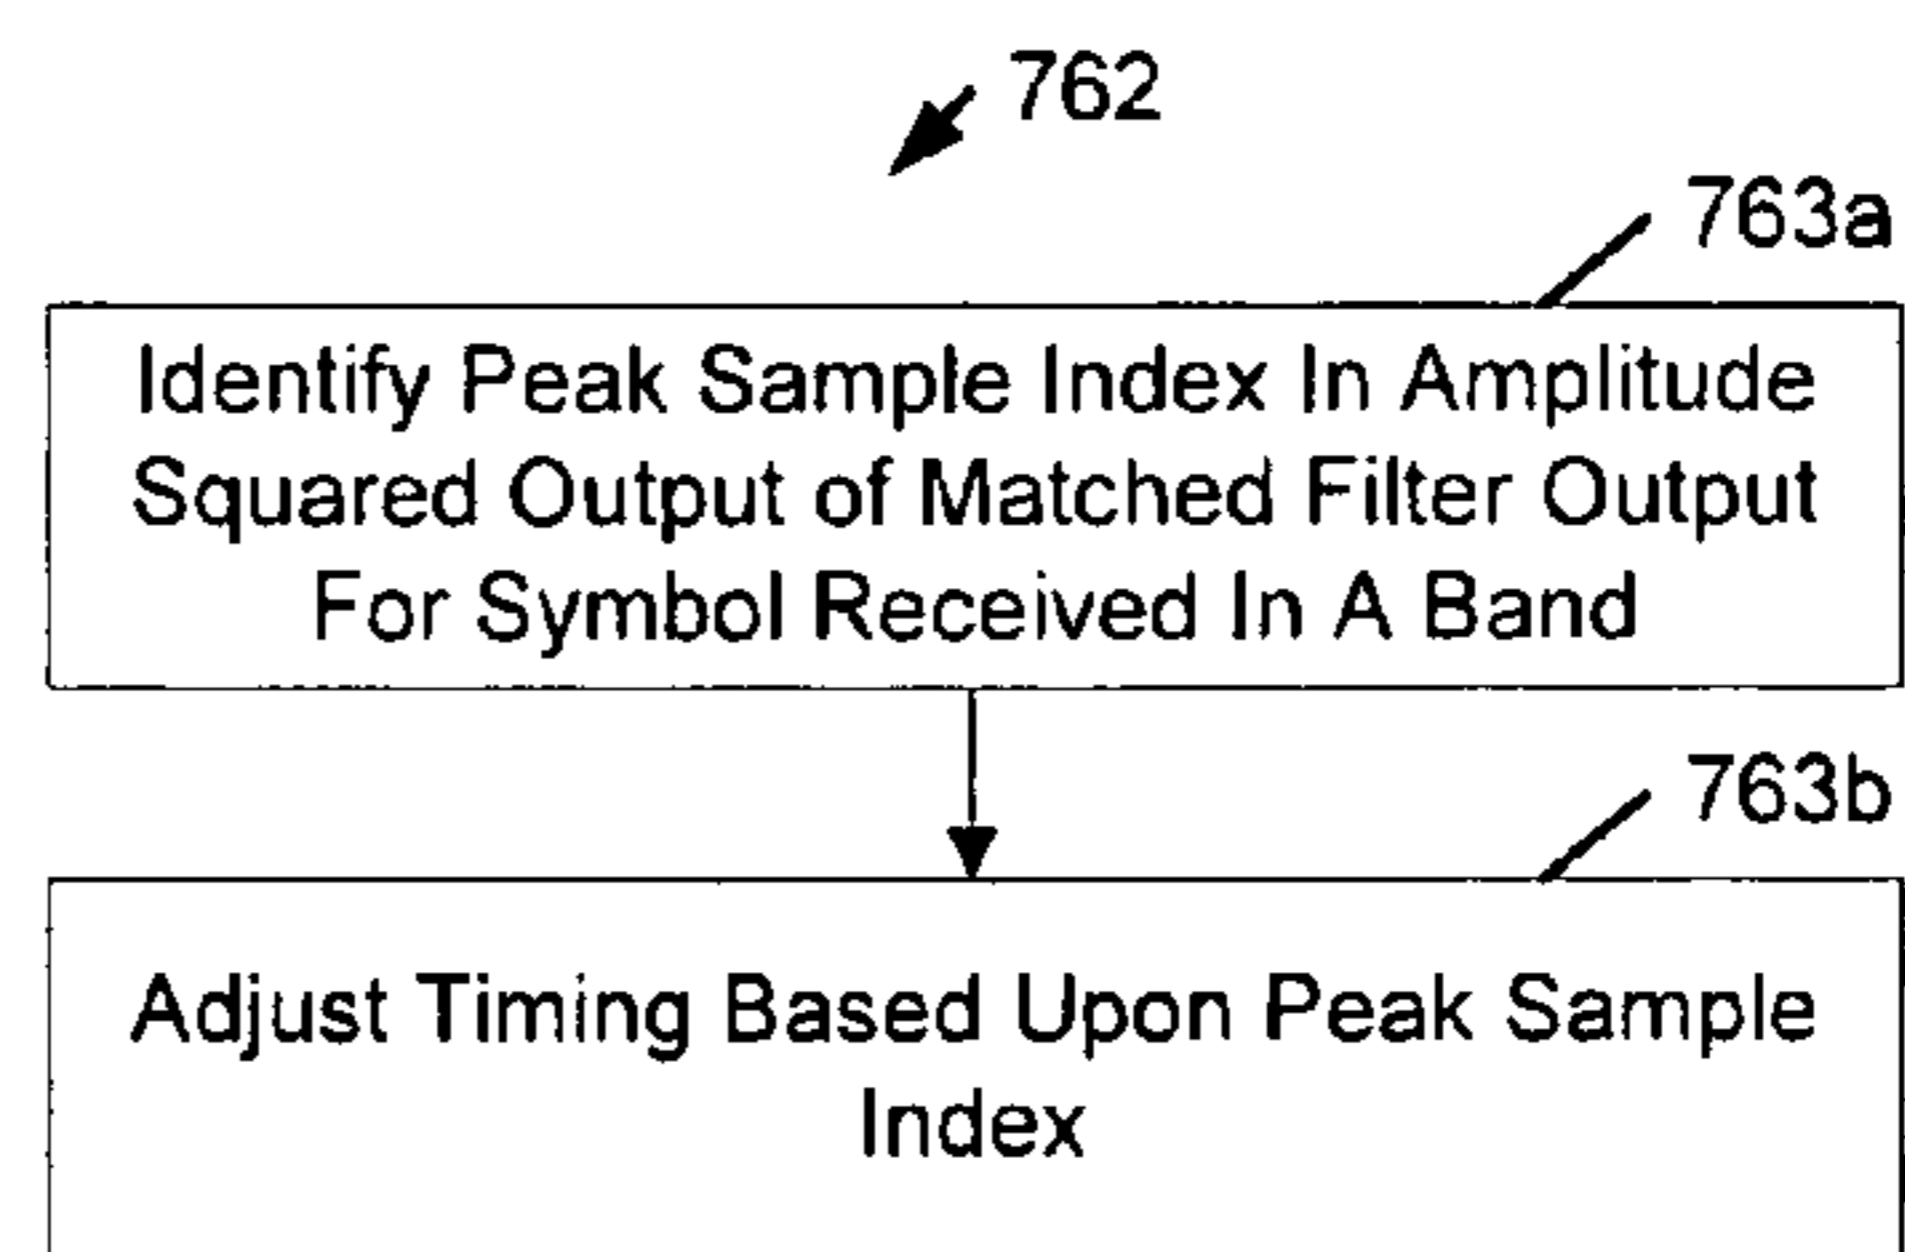 762
763a
Identify Peak Sample Index In Amplitude
Squared Output of Matched Filter Output
For Symbol Received In A Band
763b
Adjust Timing Based Upon Peak Sample
Index